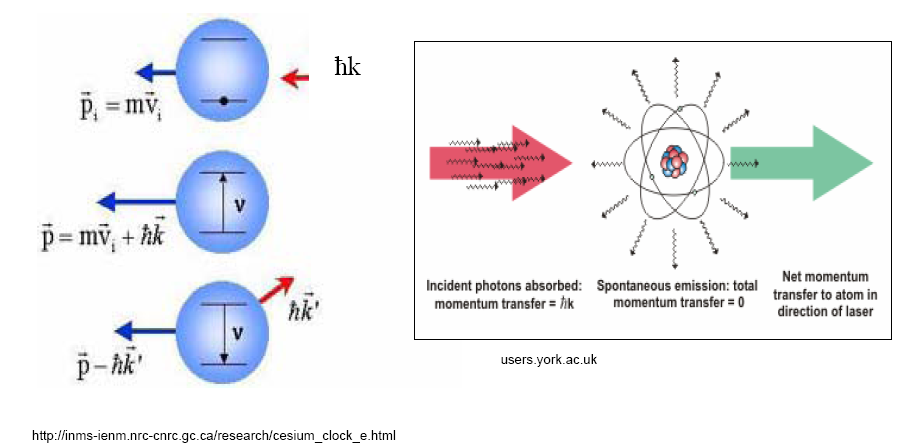 ħk
p⃗ᵢ = mv⃗ᵢ
ν
p⃗ = mv⃗ᵢ + ħk⃗
ħk⃗'
ν
p⃗ – ħk⃗'
Incident photons absorbed:
momentum transfer = ħk
Spontaneous emission: total
momentum transfer = 0
Net momentum
transfer to atom in
direction of laser
users.york.ac.uk
http://inms-ienm.nrc-cnrc.gc.ca/research/cesium_clock_e.html